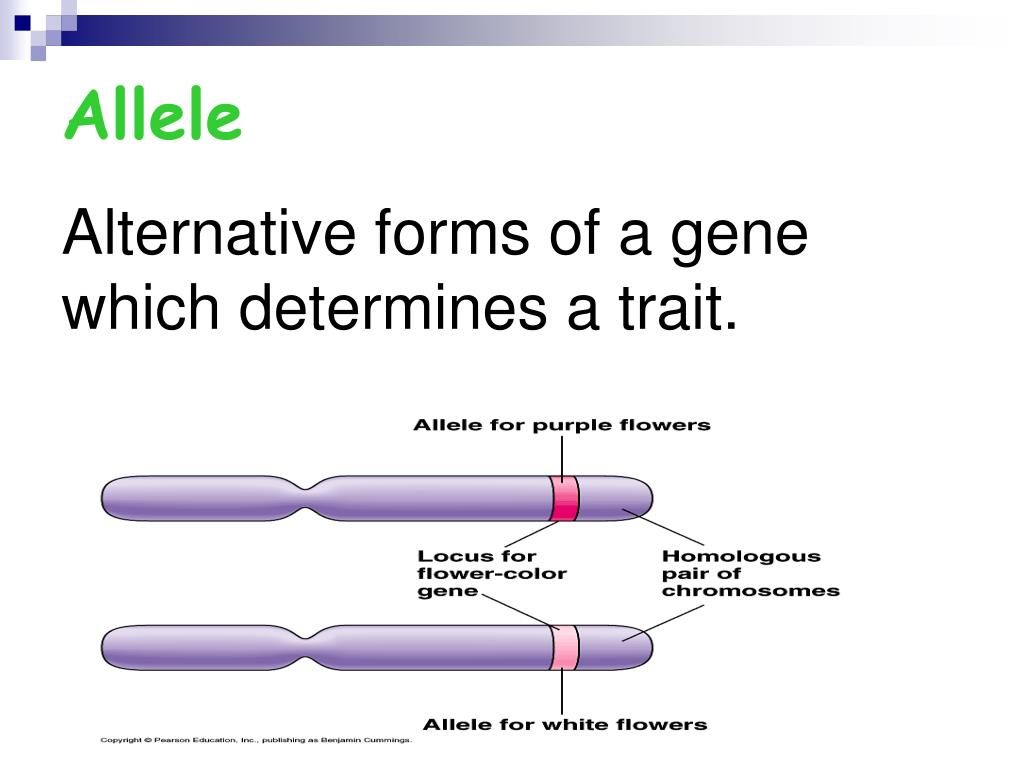 Allele
Alternative forms of a gene
which determines a trait.
Allele for purple flowers
Locus for
flower-color
gene
Homologous
pair of
chromosomes
Allele for white flowers
Copyright © Pearson Education, Inc., publishing as Benjamin Cummings.